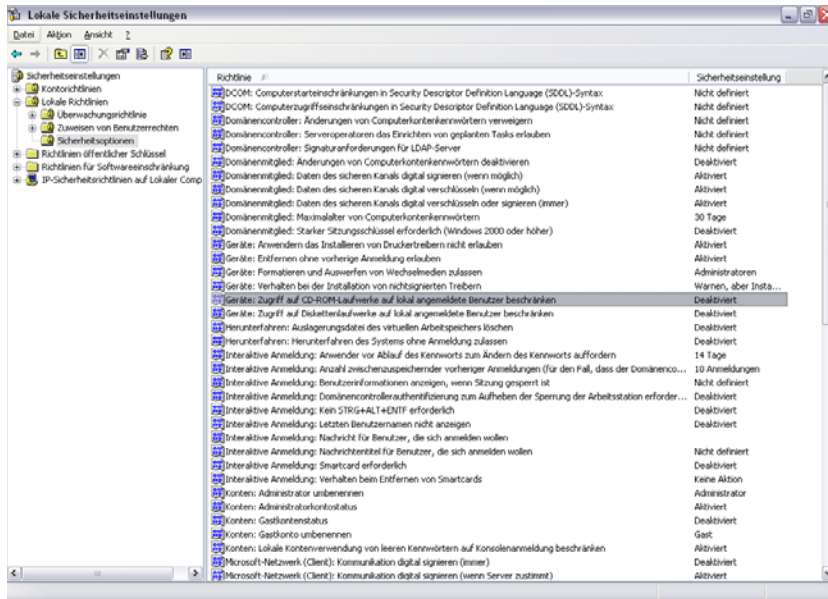 Lokale Sicherheitseinstellungen
Datei Aktion Ansicht ?
Sicherheitseinstellungen
Kontorichtlinien
Lokale Richtlinien
Überwachungsrichtlinie
Zuweisen von Benutzerrechten
Sicherheitsoptionen
Richtlinien öffentlicher Schlüssel
Richtlinien für Softwareeinschränkung
IP-Sicherheitsrichtlinien auf Lokaler Comp
Richtlinie Sicherheitseinstellung
DCOM: Computerstarteinschränkungen in Security Descriptor Definition Language (SDDL)-Syntax Nicht definiert
DCOM: Computerzugriffseinschränkungen in Security Descriptor Definition Language (SDDL)-Syntax Nicht definiert
Domänencontroller: Änderungen von Computerkontenkennwörtern verweigern Nicht definiert
Domänencontroller: Serveroperatoren das Einrichten von geplanten Tasks erlauben Nicht definiert
Domänencontroller: Signaturanforderungen für LDAP-Server Nicht definiert
Domänenmitglied: Änderungen von Computerkontenkennwörtern deaktivieren Deaktiviert
Domänenmitglied: Daten des sicheren Kanals digital signieren (wenn möglich) Aktiviert
Domänenmitglied: Daten des sicheren Kanals digital verschlüsseln (wenn möglich) Aktiviert
Domänenmitglied: Daten des sicheren Kanals digital verschlüsseln oder signieren (immer) Aktiviert
Domänenmitglied: Maximalalter von Computerkontenkennwörtern 30 Tage
Domänenmitglied: Starker Sitzungsschlüssel erforderlich (Windows 2000 oder höher) Deaktiviert
Geräte: Anwendern das Installieren von Druckertreibern nicht erlauben Aktiviert
Geräte: Entfernen ohne vorherige Anmeldung erlauben Aktiviert
Geräte: Formatieren und Auswerfen von Wechselmedien zulassen Administratoren
Geräte: Verhalten bei der Installation von nichtsignierten Treibern Warnen, aber Insta...
Geräte: Zugriff auf CD-ROM-Laufwerke auf lokal angemeldete Benutzer beschränken Deaktiviert
Geräte: Zugriff auf Diskettenlaufwerke auf lokal angemeldete Benutzer beschränken Deaktiviert
Herunterfahren: Auslagerungsdatei des virtuellen Arbeitspeichers löschen Deaktiviert
Herunterfahren: Herunterfahren des Systems ohne Anmeldung zulassen Deaktiviert
Interaktive Anmeldung: Anwender vor Ablauf des Kennworts zum Ändern des Kennworts auffordern 14 Tage
Interaktive Anmeldung: Anzahl zwischenzuspeichernder vorheriger Anmeldungen (für den Fall, dass der Domänenco... 10 Anmeldungen
Interaktive Anmeldung: Benutzerinformationen anzeigen, wenn Sitzung gesperrt ist Nicht definiert
Interaktive Anmeldung: Domänencontrollerauthentifizierung zum Aufheben der Sperrung der Arbeitsstation erforder... Deaktiviert
Interaktive Anmeldung: Kein STRG+ALT+ENTF erforderlich Deaktiviert
Interaktive Anmeldung: Letzten Benutzernamen nicht anzeigen Deaktiviert
Interaktive Anmeldung: Nachricht für Benutzer, die sich anmelden wollen
Interaktive Anmeldung: Nachrichtentitel für Benutzer, die sich anmelden wollen Nicht definiert
Interaktive Anmeldung: Smartcard erforderlich Deaktiviert
Interaktive Anmeldung: Verhalten beim Entfernen von Smartcards Keine Aktion
Konten: Administrator umbenennen Administrator
Konten: Administratorkontostatus Aktiviert
Konten: Gastkontenstatus Deaktiviert
Konten: Gastkonto umbenennen Gast
Konten: Lokale Kontenverwendung von leeren Kennwörtern auf Konsolenanmeldung beschränken Aktiviert
Microsoft-Netzwerk (Client): Kommunikation digital signieren (immer) Deaktiviert
Microsoft-Netzwerk (Client): Kommunikation digital signieren (wenn Server zustimmt) Aktiviert